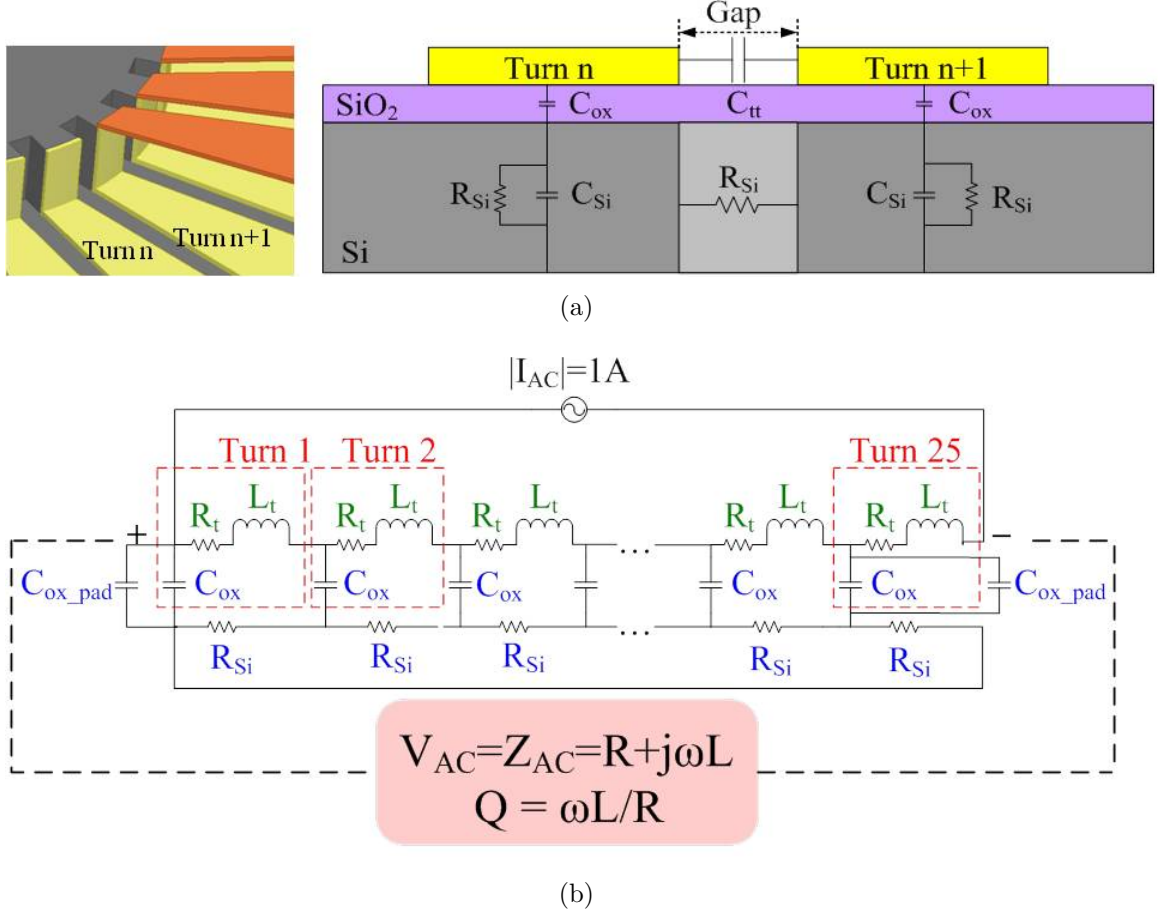 Gap
Turn n
Turn n+1
SiO2
Cox
Ctt
Cox
RSi
CSi
RSi
CSi
RSi
Si
Turn n
Turn n+1
(a)
|IAC|=1A
Turn 1
Turn 2
Turn 25
Rt
Lt
Rt
Lt
Rt
Lt
Rt
Lt
Rt
Lt
+
−
Cox_pad
Cox
Cox
Cox
...
Cox
Cox
Cox_pad
RSi
RSi
RSi
...
RSi
RSi
VAC=ZAC=R+jωL
Q = ωL/R
(b)